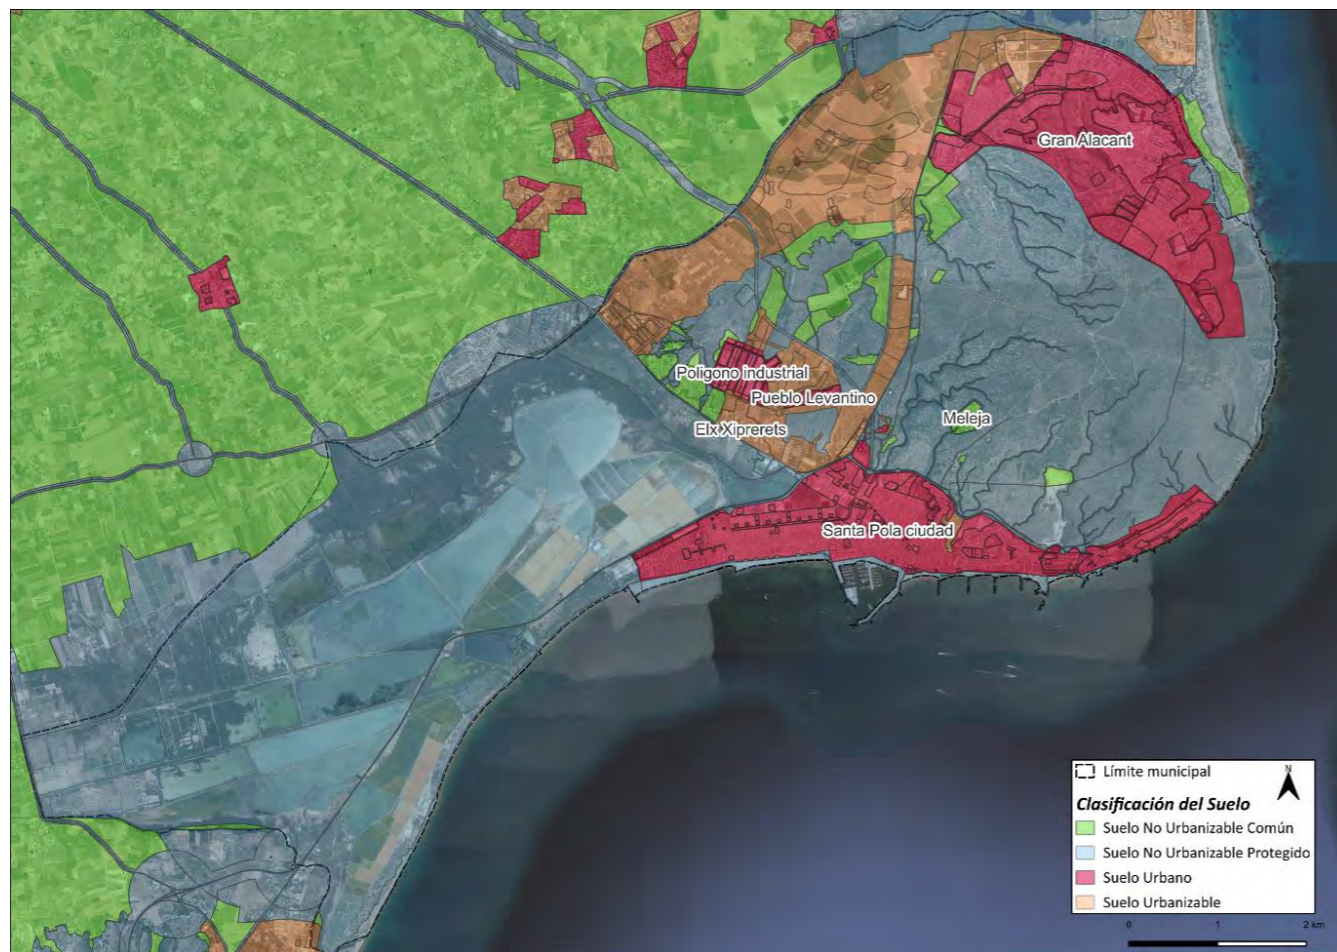 Gran Alacant
Poligono industrial
Pueblo Levantino
Elx Xiprerets
Meleja
Santa Pola ciudad
N
Límite municipal
Clasificación del Suelo
Suelo No Urbanizable Común
Suelo No Urbanizable Protegido
Suelo Urbano
Suelo Urbanizable
0 1 2 km